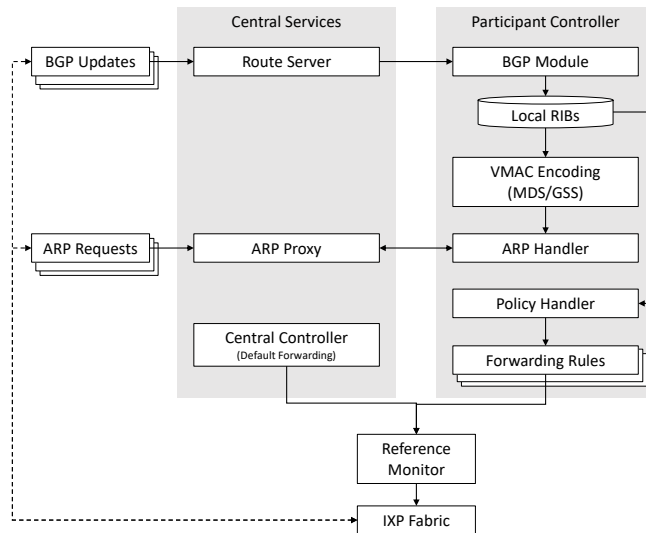 Central Services
Participant Controller
BGP Updates
Route Server
BGP Module
Local RIBs
VMAC Encoding
(MDS/GSS)
ARP Requests
ARP Proxy
ARP Handler
Policy Handler
Central Controller
(Default Forwarding)
Forwarding Rules
Reference
Monitor
IXP Fabric